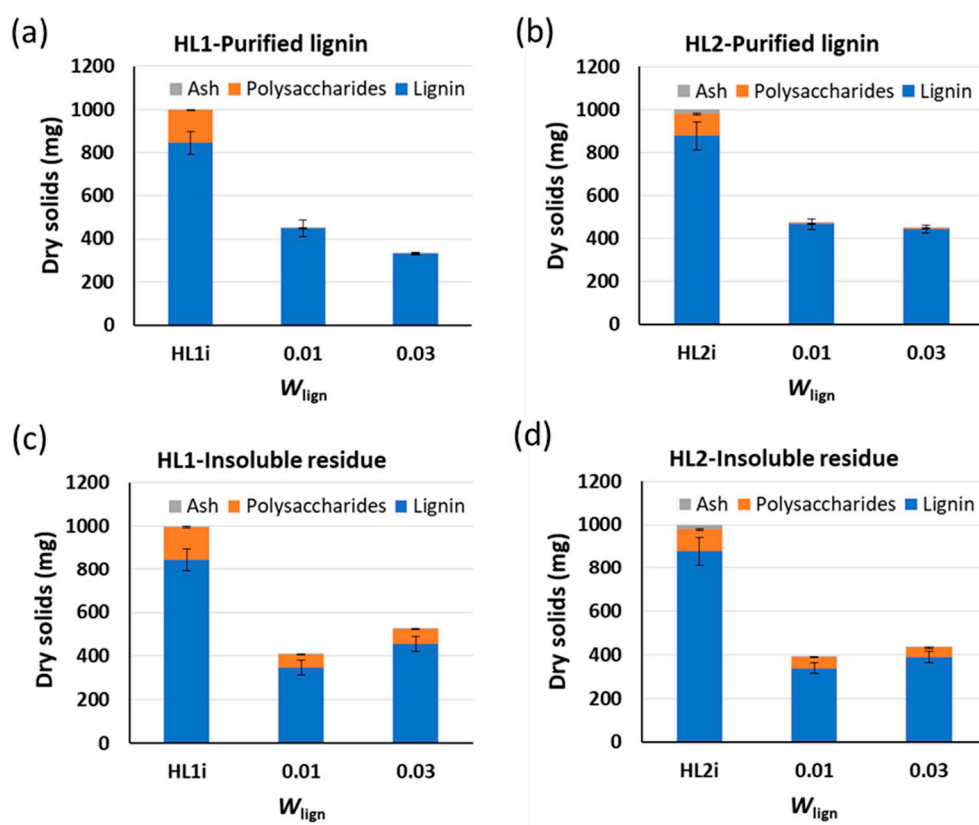 (a)
HL1-Purified lignin
1200
Ash Polysaccharides Lignin
1000
800
600
400
200
0
Dry solids (mg)
HL1i 0.01 0.03
Wlign
(b)
HL2-Purified lignin
1200
Ash Polysaccharides Lignin
1000
800
600
400
200
0
Dy solids (mg)
HL2i 0.01 0.03
Wlign
(c)
HL1-Insoluble residue
1200
Ash Polysaccharides Lignin
1000
800
600
400
200
0
Dry solids (mg)
HL1i 0.01 0.03
Wlign
(d)
HL2-Insoluble residue
1200
Ash Polysaccharides Lignin
1000
800
600
400
200
0
Dry solids (mg)
HL2i 0.01 0.03
Wlign